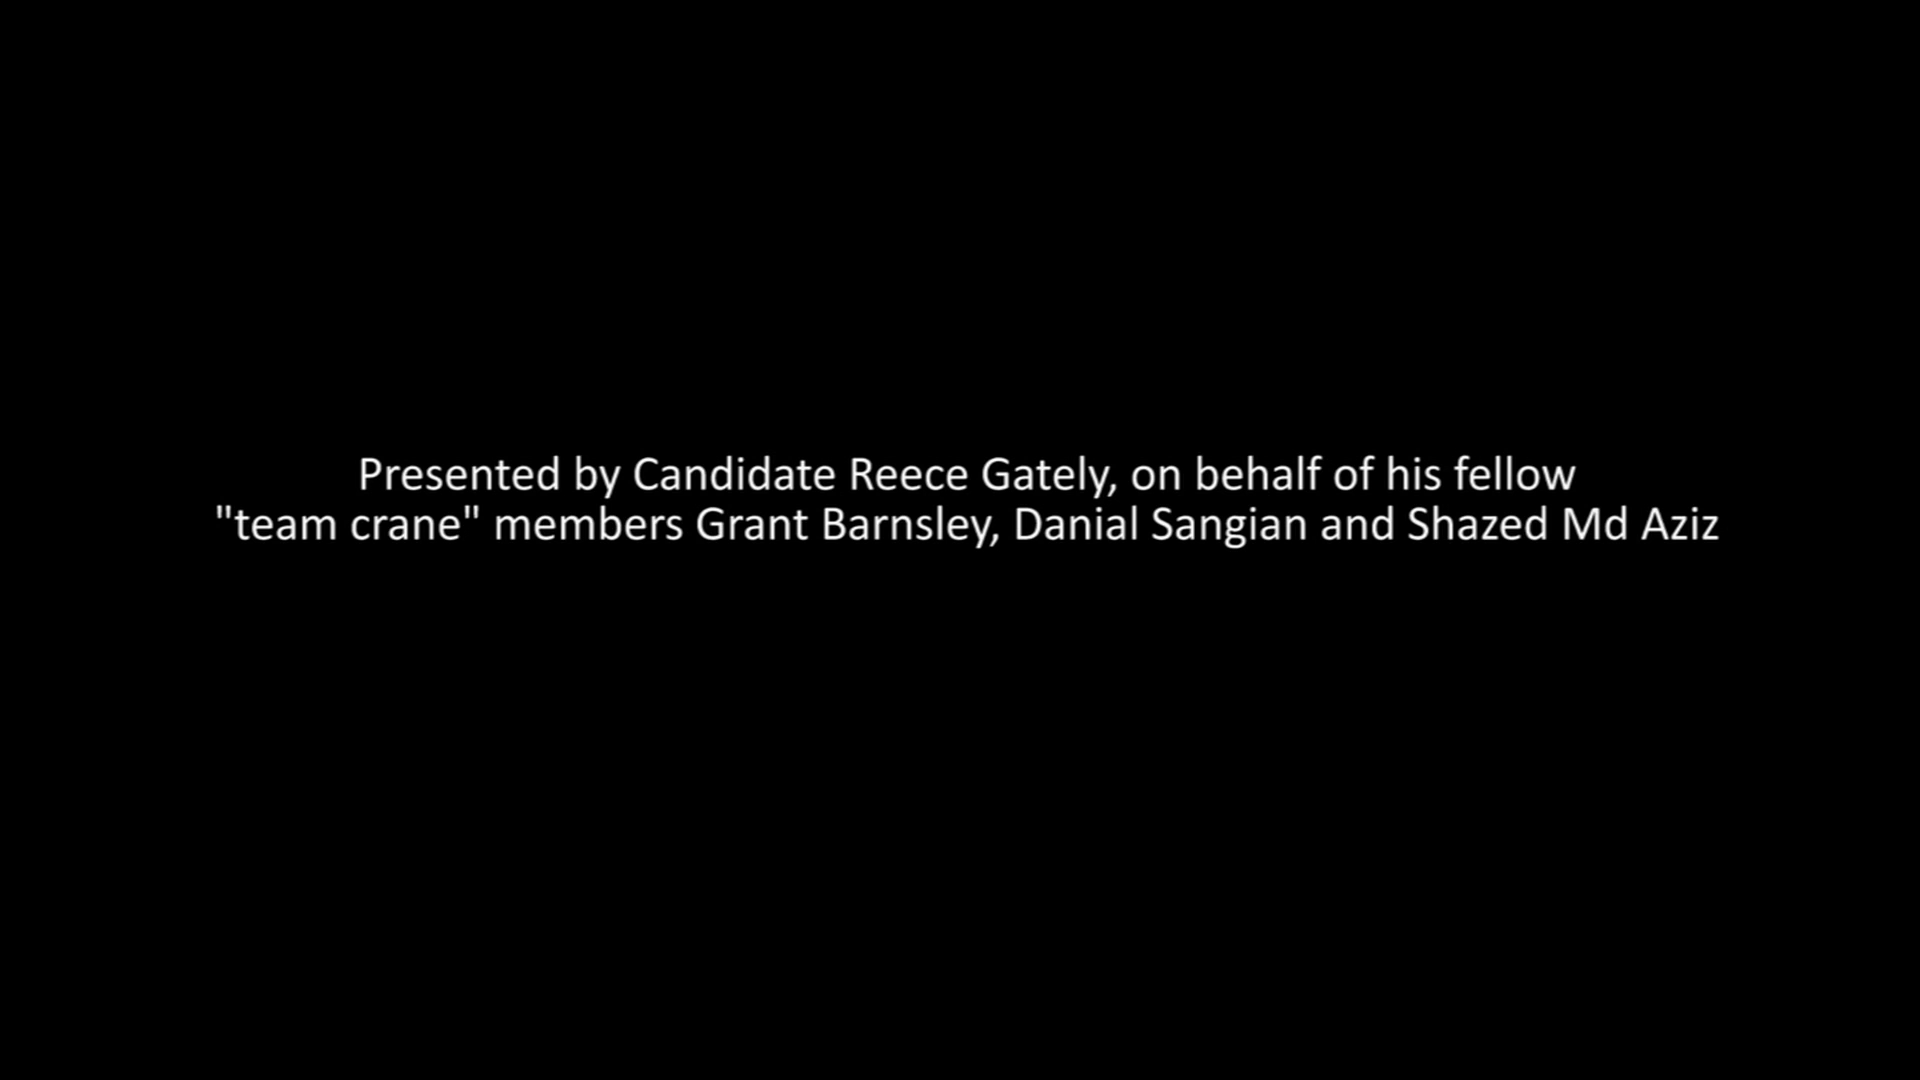 Presented by Candidate Reece Gately, on behalf of his fellow
"team crane" members Grant Barnsley, Danial Sangian and Shazed Md Aziz